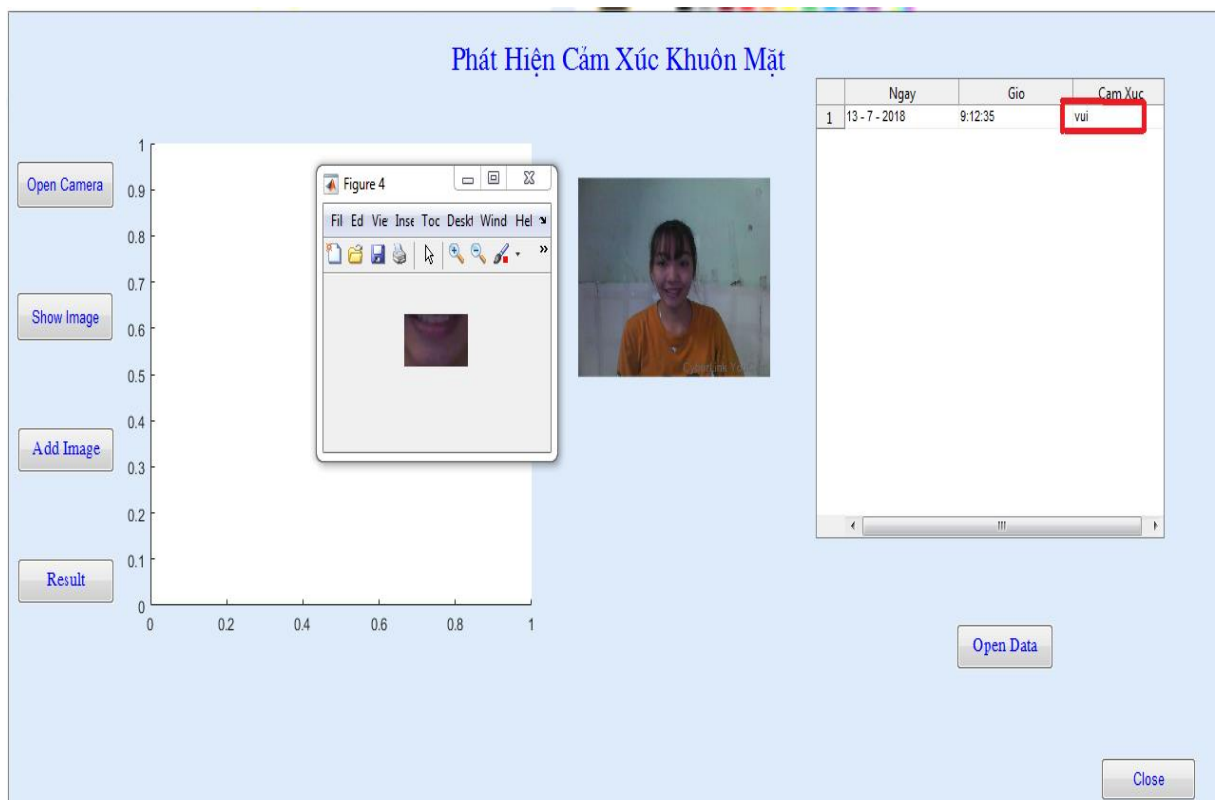 Phát Hiện Cảm Xúc Khuôn Mặt
Ngay Gio Cam Xuc
1 13 - 7 - 2018 9:12:35 vui
Open Camera
Show Image
Add Image
Result
1
0.9
0.8
0.7
0.6
0.5
0.4
0.3
0.2
0.1
0
0 0.2 0.4 0.6 0.8 1
Figure 4
Fil Ed Vie Inse Toc Deskt Wind Hel
CyberLink
Open Data
Close